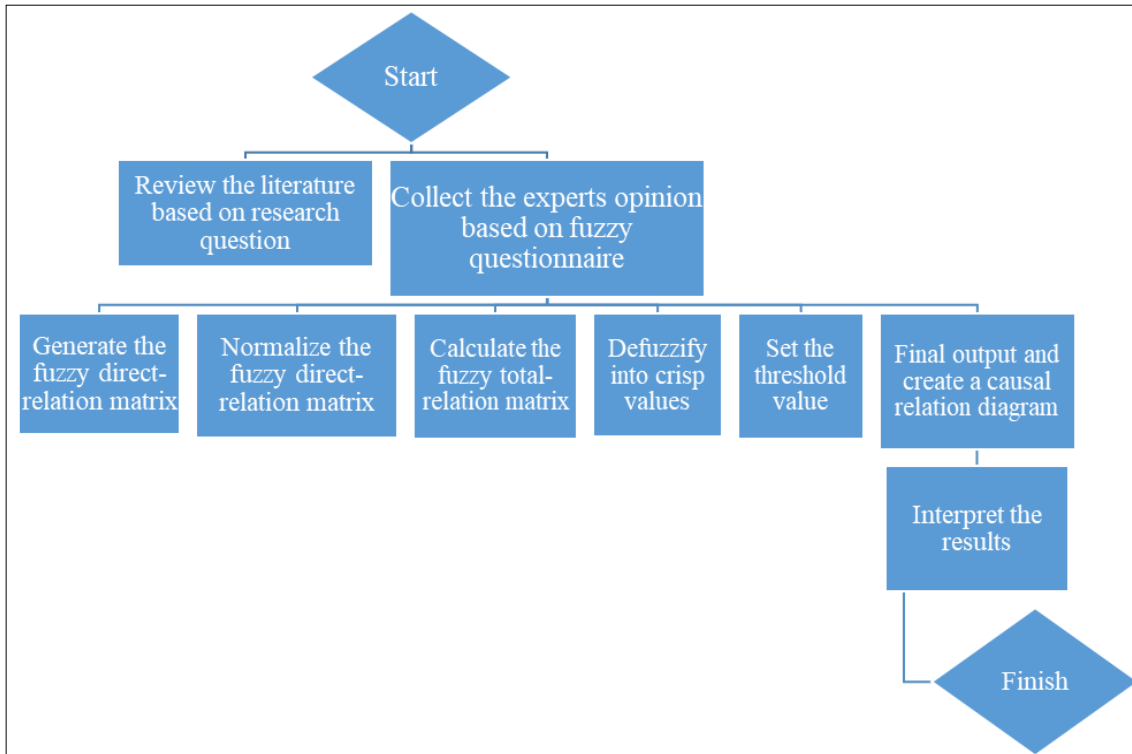 Start
Review the literature
based on research
question
Collect the experts opinion
based on fuzzy
questionnaire
Generate the
fuzzy direct-
relation matrix
Normalize the
fuzzy direct-
relation matrix
Calculate the
fuzzy total-
relation matrix
Defuzzify
into crisp
values
Set the
threshold
value
Final output and
create a causal
relation diagram
Interpret the
results
Finish